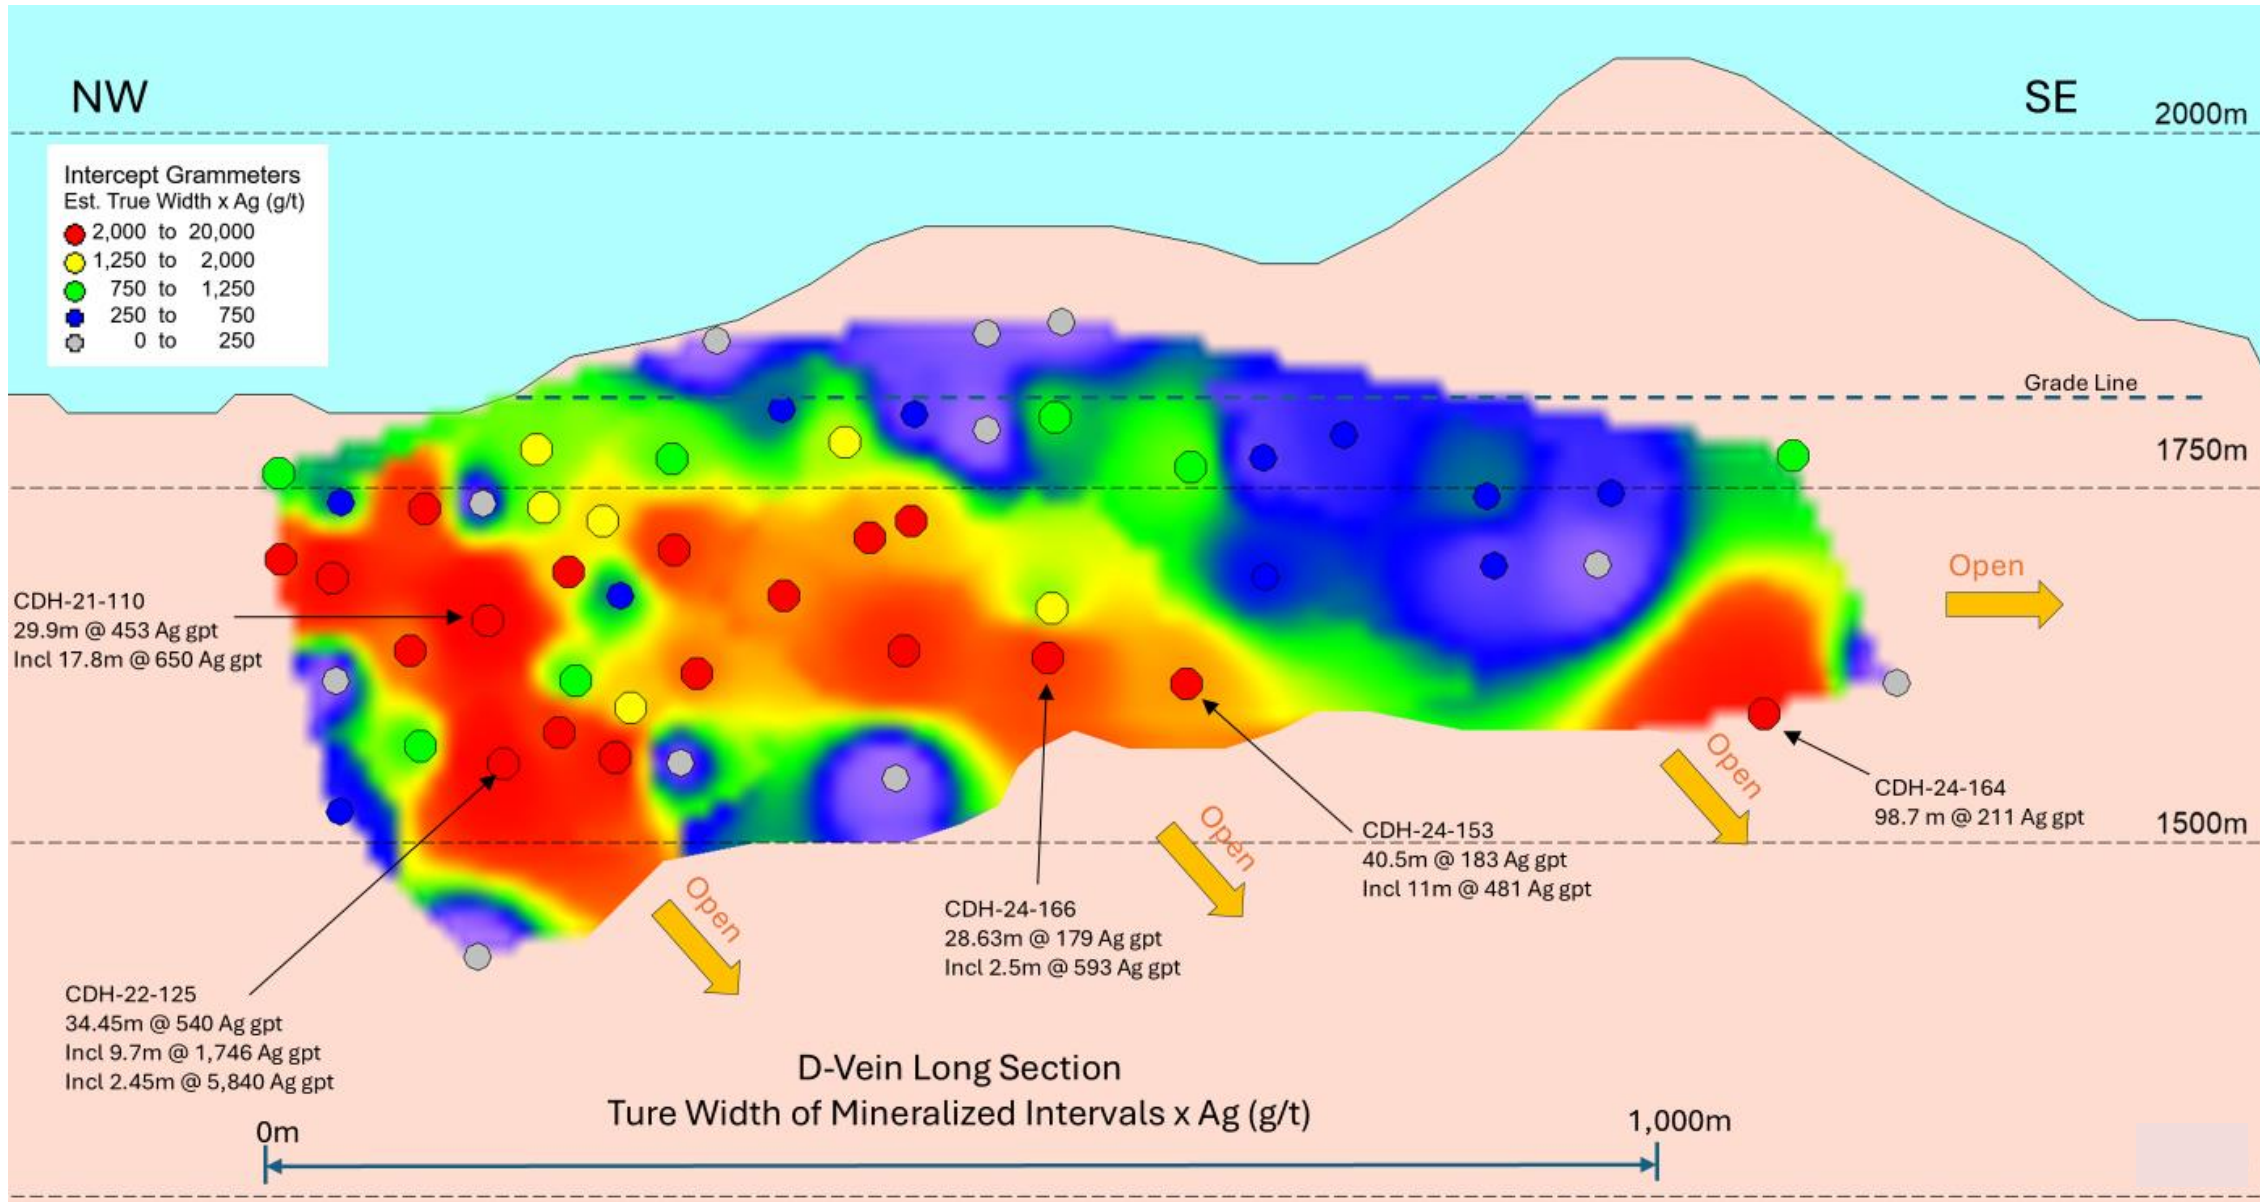 NW
SE
2000m
Intercept Grammeters
Est. True Width x Ag (g/t)
2,000 to 20,000
1,250 to 2,000
750 to 1,250
250 to 750
0 to 250
Grade Line
1750m
Open
CDH-21-110
29.9m @ 453 Ag gpt
Incl 17.8m @ 650 Ag gpt
Open
CDH-24-164
98.7 m @ 211 Ag gpt
1500m
Open
CDH-24-153
40.5m @ 183 Ag gpt
Incl 11m @ 481 Ag gpt
Open
CDH-24-166
28.63m @ 179 Ag gpt
Incl 2.5m @ 593 Ag gpt
CDH-22-125
34.45m @ 540 Ag gpt
Incl 9.7m @ 1,746 Ag gpt
Incl 2.45m @ 5,840 Ag gpt
D-Vein Long Section
Ture Width of Mineralized Intervals x Ag (g/t)
0m
1,000m